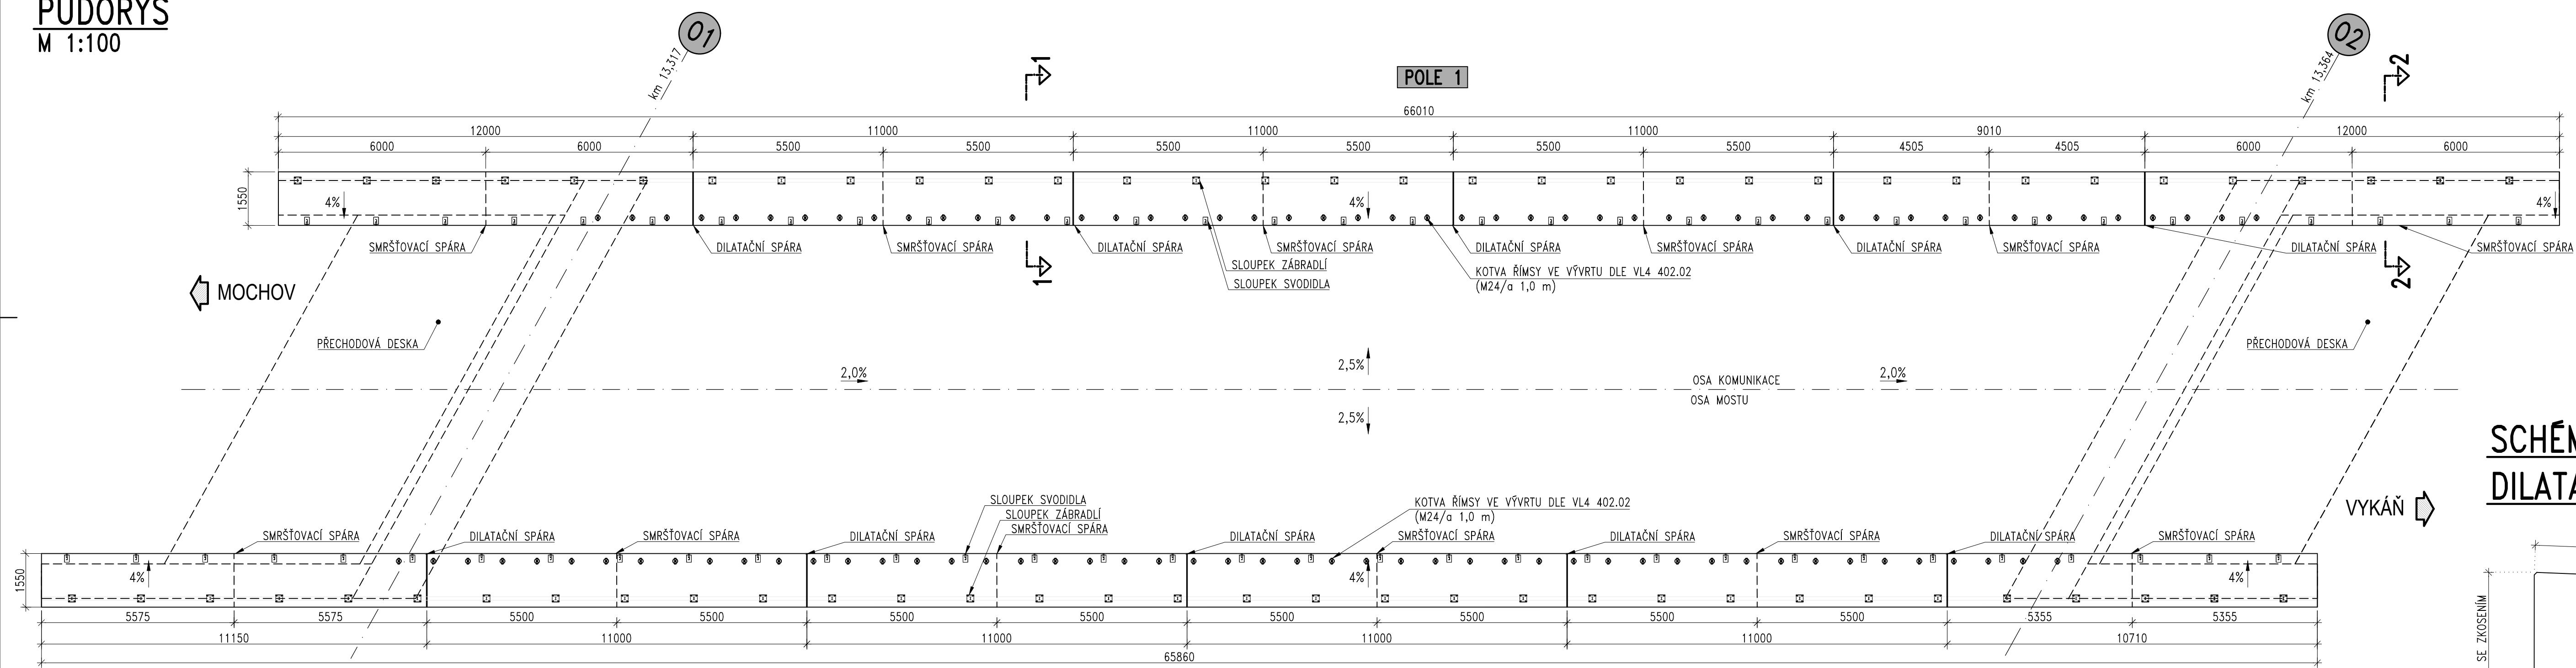 PŮDORYS
M 1:100
01
km 13,317
1
POLE 1
02
km 13,364
2
66010
12000
11000
11000
11000
9010
12000
6000
6000
5500
5500
5500
5500
5500
5500
4505
4505
6000
6000
1550
4%
4%
4%
SMRŠŤOVACÍ SPÁRA
DILATAČNÍ SPÁRA
SMRŠŤOVACÍ SPÁRA
DILATAČNÍ SPÁRA
SMRŠŤOVACÍ SPÁRA
DILATAČNÍ SPÁRA
SMRŠŤOVACÍ SPÁRA
DILATAČNÍ SPÁRA
SMRŠŤOVACÍ SPÁRA
DILATAČNÍ SPÁRA
SMRŠŤOVACÍ SPÁRA
SLOUPEK ZÁBRADLÍ
SLOUPEK SVODIDLA
KOTVA ŘÍMSY VE VÝVRTU DLE VL4 402.02
(M24/a 1,0 m)
1
2
MOCHOV
PŘECHODOVÁ DESKA
PŘECHODOVÁ DESKA
2,0%
2,5%
OSA KOMUNIKACE
2,0%
OSA MOSTU
2,5%
SCHÉM
DILATA
VYKÁŇ
SLOUPEK SVODIDLA
SLOUPEK ZÁBRADLÍ
SMRŠŤOVACÍ SPÁRA
KOTVA ŘÍMSY VE VÝVRTU DLE VL4 402.02
(M24/a 1,0 m)
SMRŠŤOVACÍ SPÁRA
DILATAČNÍ SPÁRA
SMRŠŤOVACÍ SPÁRA
DILATAČNÍ SPÁRA
DILATAČNÍ SPÁRA
SMRŠŤOVACÍ SPÁRA
DILATAČNÍ SPÁRA
SMRŠŤOVACÍ SPÁRA
DILATAČNÍ SPÁRA
SMRŠŤOVACÍ SPÁRA
1550
4%
4%
4%
5575
5575
5500
5500
5500
5500
5500
5500
5500
5500
5355
5355
11150
11000
11000
11000
11000
10710
65860
SE ZKOSENÍM